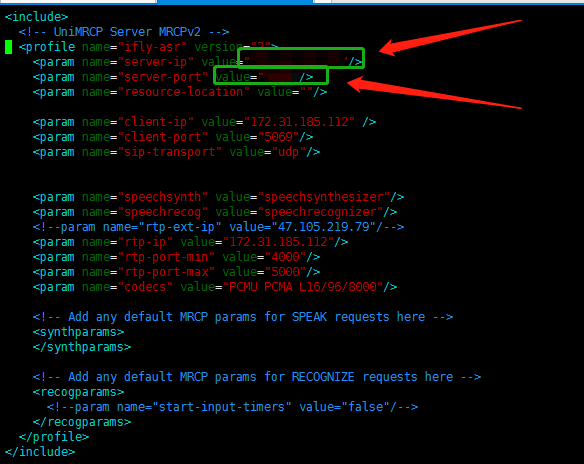 <include>
<!-- UniMRCP Server MRCPv2 -->
<profile name="ifly-asr" version="2">
<param name="server-ip" value=" "/>
<param name="server-port" value=" "/>
<param name="resource-location" value=""/>
<param name="client-ip" value="172.31.185.112" />
<param name="client-port" value="5069"/>
<param name="sip-transport" value="udp"/>
<param name="speechsynth" value="speechsynthesizer"/>
<param name="speechrecog" value="speechrecognizer"/>
<!--param name="rtp-ext-ip" value="47.105.219.79"/-->
<param name="rtp-ip" value="172.31.185.112"/>
<param name="rtp-port-min" value="4000"/>
<param name="rtp-port-max" value="5000"/>
<param name="codecs" value="PCMU PCMA L16/96/8000"/>
<!-- Add any default MRCP params for SPEAK requests here -->
<synthparams>
</synthparams>
<!-- Add any default MRCP params for RECOGNIZE requests here -->
<recogparams>
<!--param name="start-input-timers" value="false"/-->
</recogparams>
</profile>
</include>